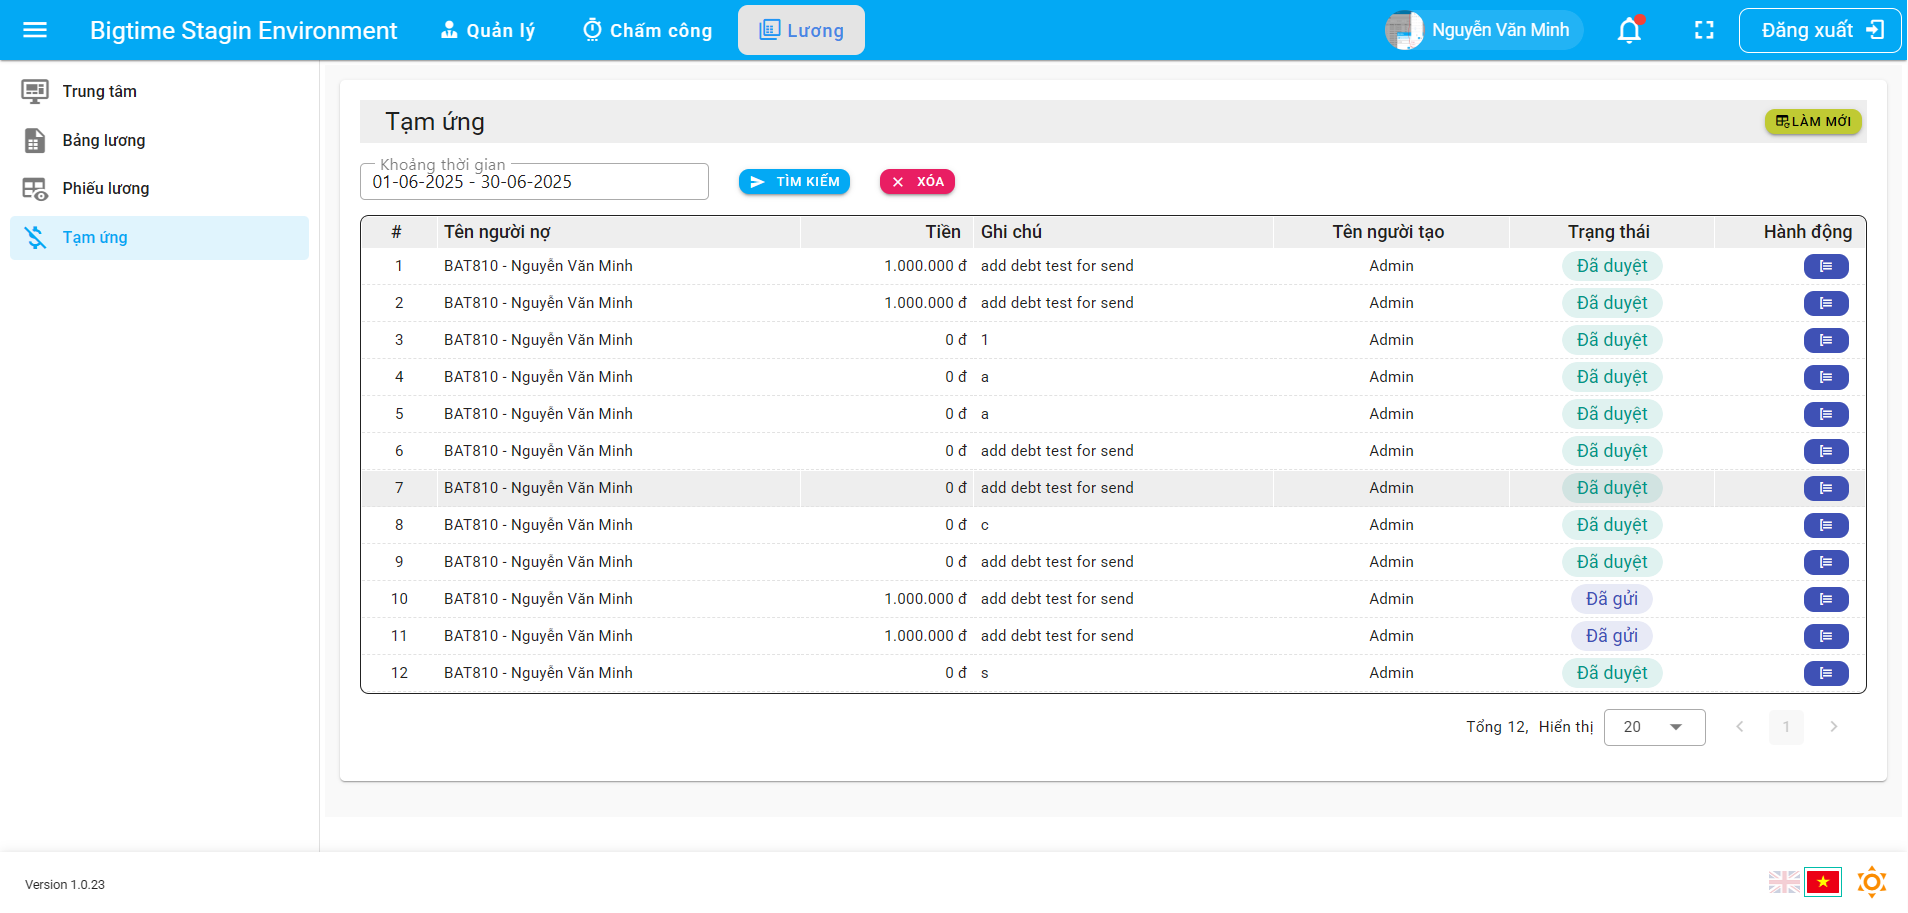 Bigtime Stagin Environment Quản lý Chấm công Lương Nguyễn Văn Minh Đăng xuất
Trung tâm
Bảng lương
Phiếu lương
Tạm ứng
Tạm ứng LÀM MỚI
Khoảng thời gian
01-06-2025 - 30-06-2025 TÌM KIẾM XÓA
# Tên người nợ Tiền Ghi chú Tên người tạo Trạng thái Hành động
1 BAT810 - Nguyễn Văn Minh 1.000.000 đ add debt test for send Admin Đã duyệt
2 BAT810 - Nguyễn Văn Minh 1.000.000 đ add debt test for send Admin Đã duyệt
3 BAT810 - Nguyễn Văn Minh 0 đ 1 Admin Đã duyệt
4 BAT810 - Nguyễn Văn Minh 0 đ a Admin Đã duyệt
5 BAT810 - Nguyễn Văn Minh 0 đ a Admin Đã duyệt
6 BAT810 - Nguyễn Văn Minh 0 đ add debt test for send Admin Đã duyệt
7 BAT810 - Nguyễn Văn Minh 0 đ add debt test for send Admin Đã duyệt
8 BAT810 - Nguyễn Văn Minh 0 đ c Admin Đã duyệt
9 BAT810 - Nguyễn Văn Minh 0 đ add debt test for send Admin Đã duyệt
10 BAT810 - Nguyễn Văn Minh 1.000.000 đ add debt test for send Admin Đã gửi
11 BAT810 - Nguyễn Văn Minh 1.000.000 đ add debt test for send Admin Đã gửi
12 BAT810 - Nguyễn Văn Minh 0 đ s Admin Đã duyệt
Tổng 12, Hiển thị 20 1
Version 1.0.23